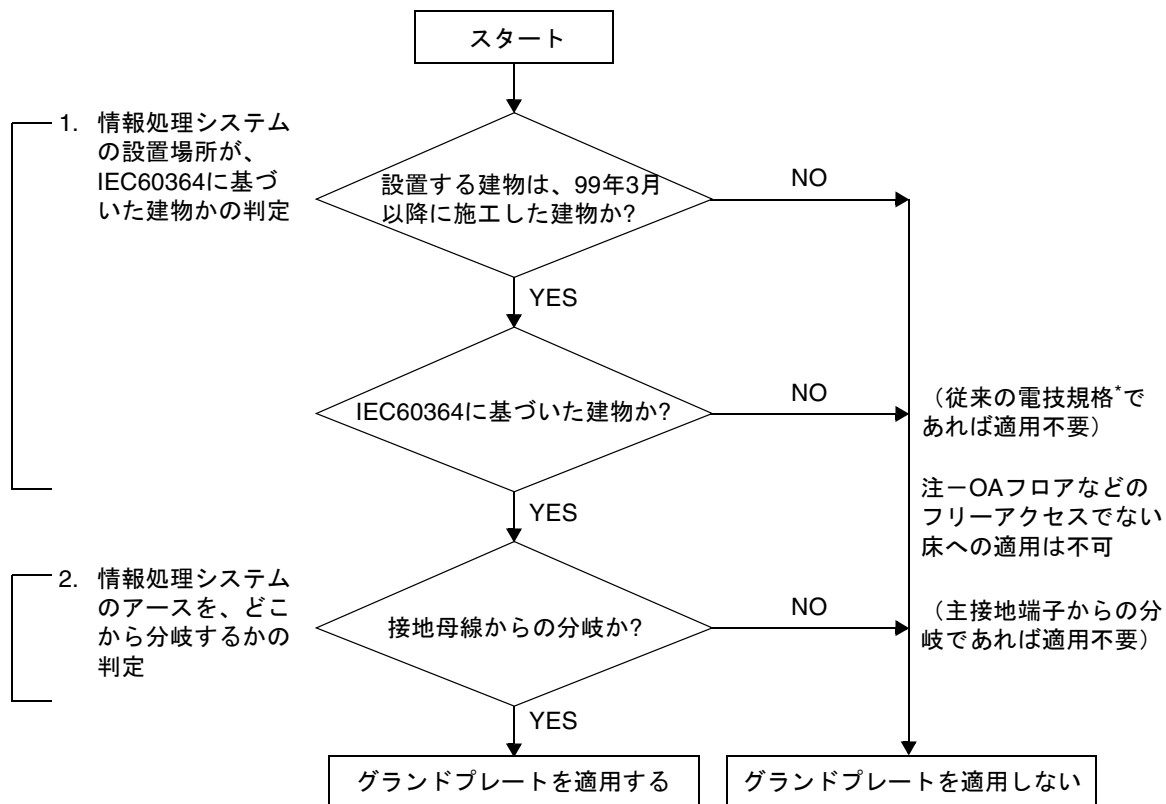 スタート
1. 情報処理システム
の設置場所が、
IEC60364に基づ
いた建物かの判定
設置する建物は、99年3月
以降に施工した建物か?
NO
YES
IEC60364に基づいた建物か?
NO
(従来の電技規格*で
あれば適用不要)
注－OAフロアなどの
フリーアクセスでない
床への適用は不可
YES
2. 情報処理システム
のアースを、どこ
から分岐するかの
判定
接地母線からの分岐か?
NO
(主接地端子からの分
岐であれば適用不要)
YES
グランドプレートを適用する
グランドプレートを適用しない